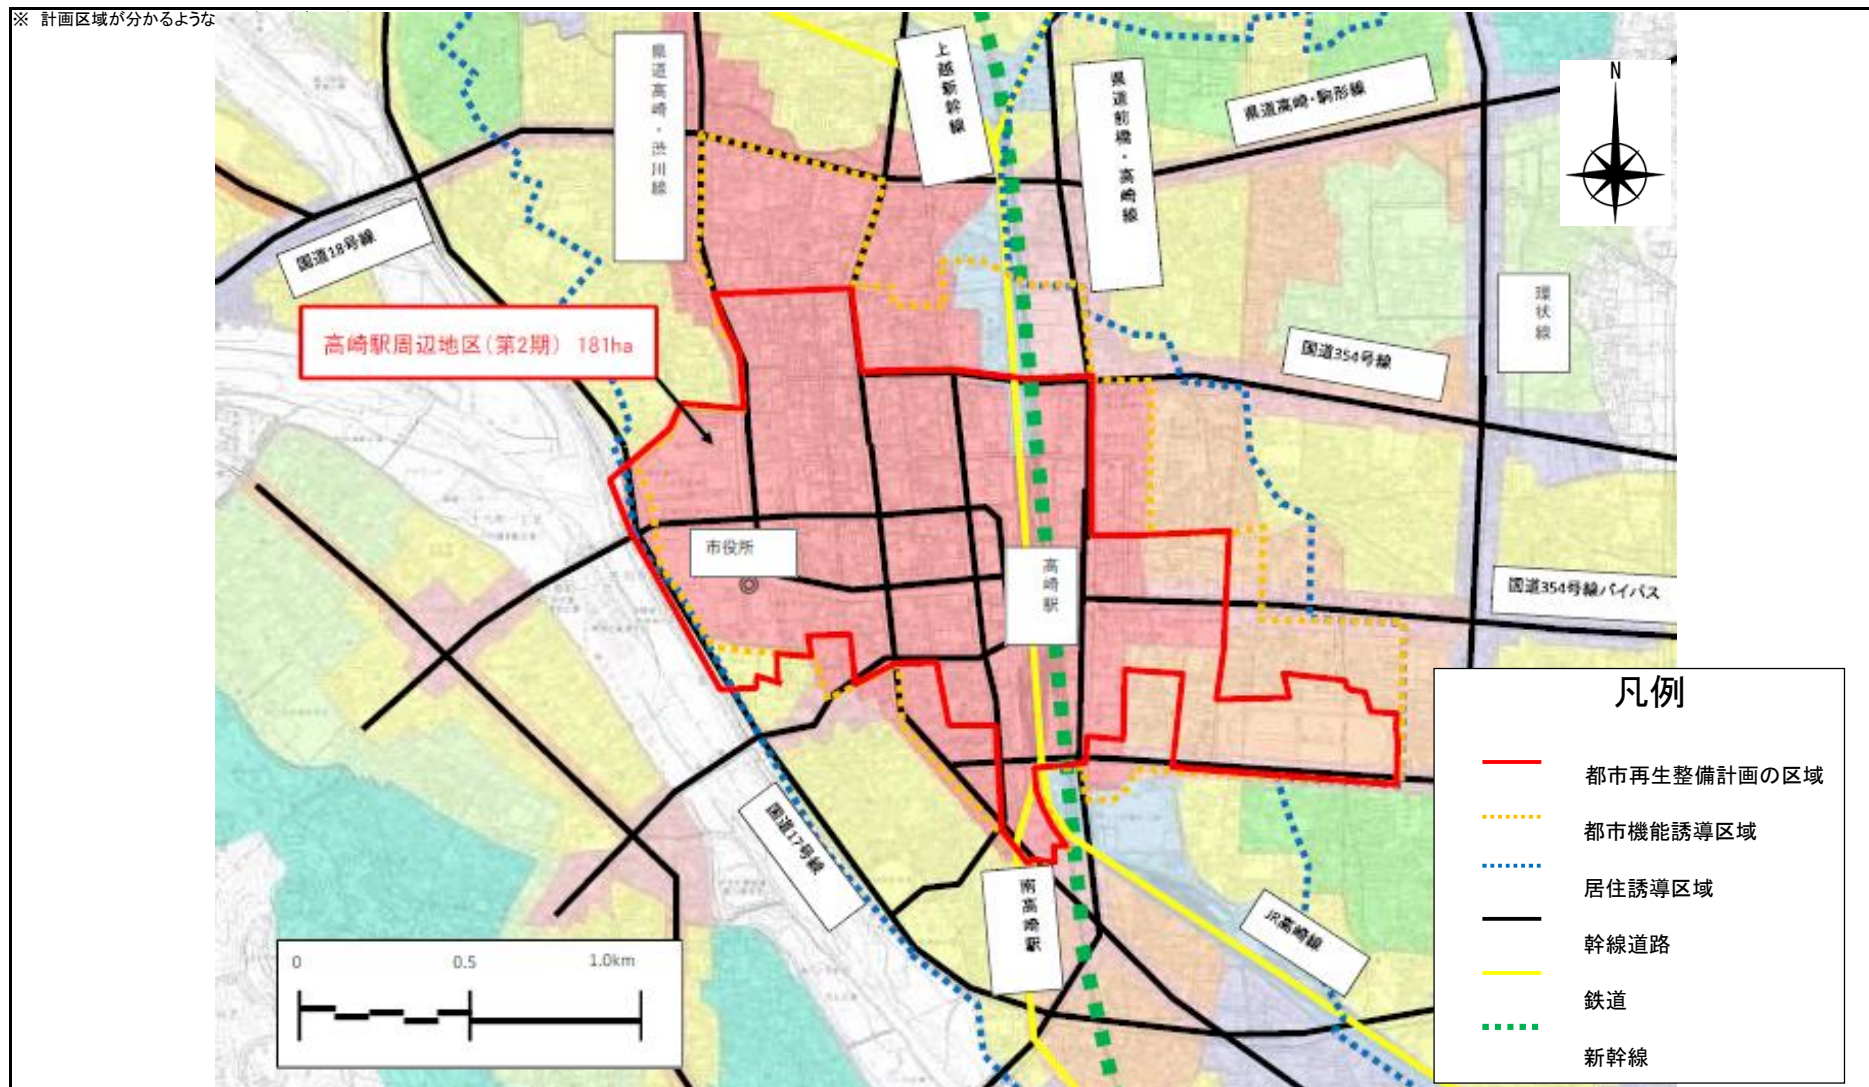 ※ 計画区域が分かるような
県道高崎・渋川線
上越新幹線
県道前橋・高崎線
県道高崎・駒形線
N
国道18号線
環状線
高崎駅周辺地区(第2期) 181ha
国道354号線
市役所
高崎駅
国道354号線バイパス
国道17号線
南高崎駅
JR高崎線
0 0.5 1.0km
凡例
都市再生整備計画の区域
都市機能誘導区域
居住誘導区域
幹線道路
鉄道
新幹線